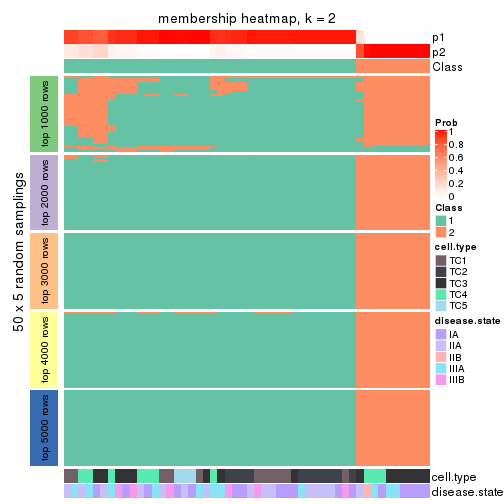 membership heatmap, k = 2
p1
p2
Class
50 x 5 random samplings
top 1000 rows
top 2000 rows
top 3000 rows
top 4000 rows
top 5000 rows
cell.type
disease.state
Prob
1
0.8
0.6
0.4
0.2
0
Class
1
2
cell.type
TC1
TC2
TC3
TC4
TC5
disease.state
IA
IIA
IIB
IIIA
IIIB